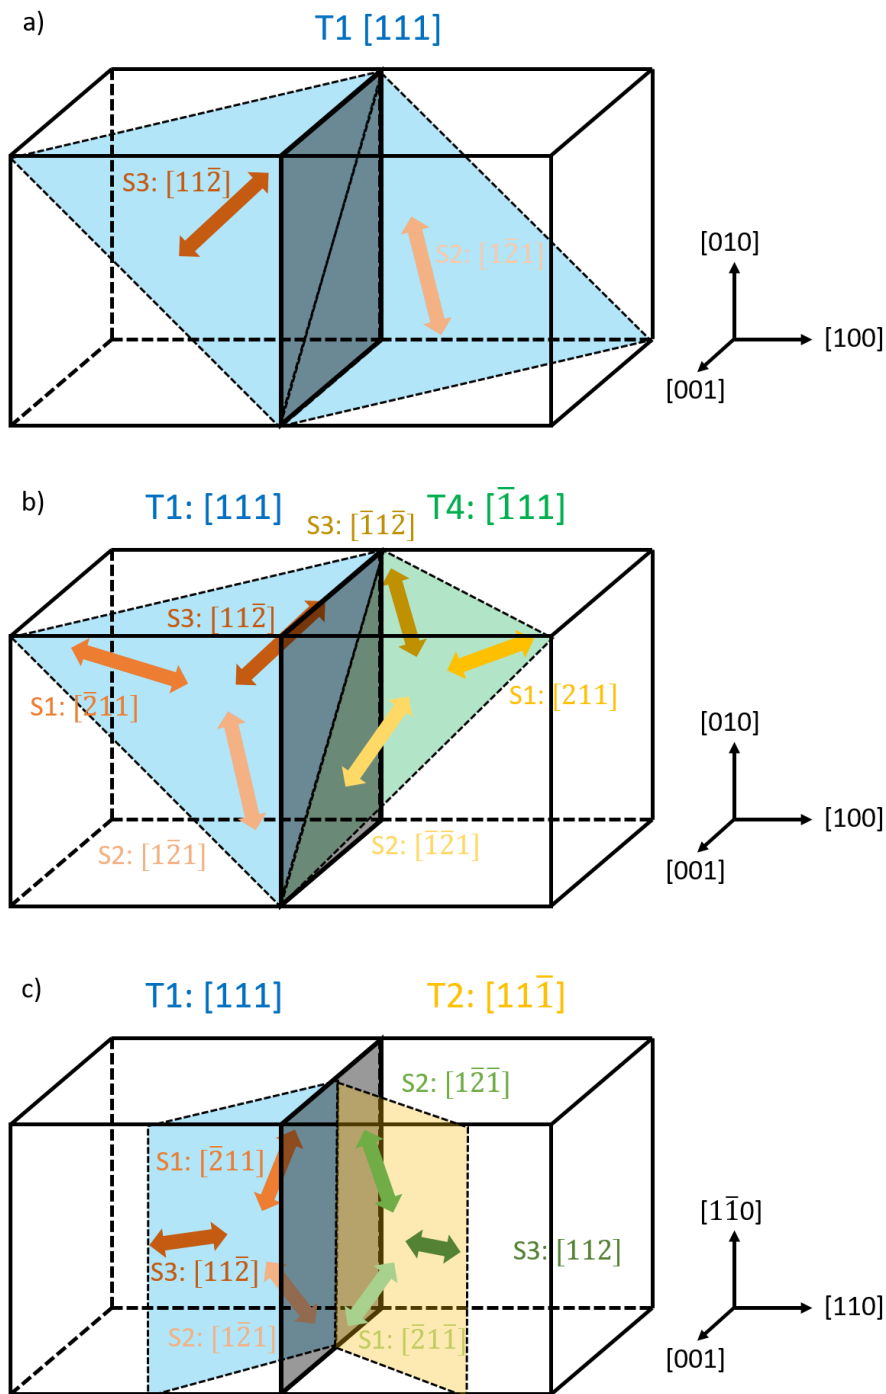 a)
T1 [111]
S3: [112̅]
S2: [12̅1]
[010]
[100]
[001]
b)
T1: [111]
T4: [1̅11]
S3: [1̅12̅]
S3: [112̅]
S1: [2̅11]
S1: [211]
S2: [12̅1]
S2: [1̅2̅1]
[010]
[100]
[001]
c)
T1: [111]
T2: [111̅]
S2: [12̅1̅]
S1: [2̅11]
S3: [112̅]
S3: [112]
S2: [12̅1]
S1: [2̅11̅]
[11̅0]
[110]
[001]